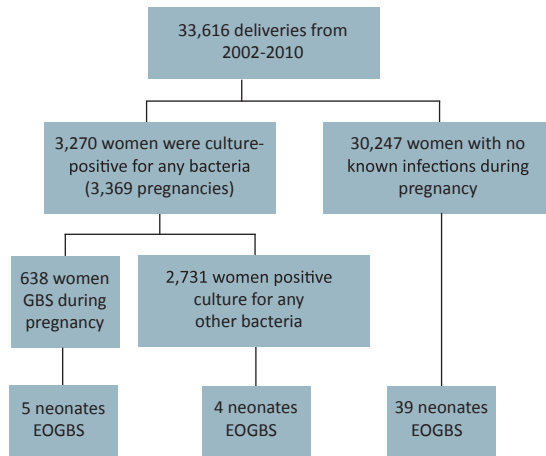 33,616 deliveries from
2002-2010
3,270 women were culture-
positive for any bacteria
(3,369 pregnancies)
30,247 women with no
known infections during
pregnancy
638 women
GBS during
pregnancy
2,731 women positive
culture for any
other bacteria
5 neonates
EOGBS
4 neonates
EOGBS
39 neonates
EOGBS